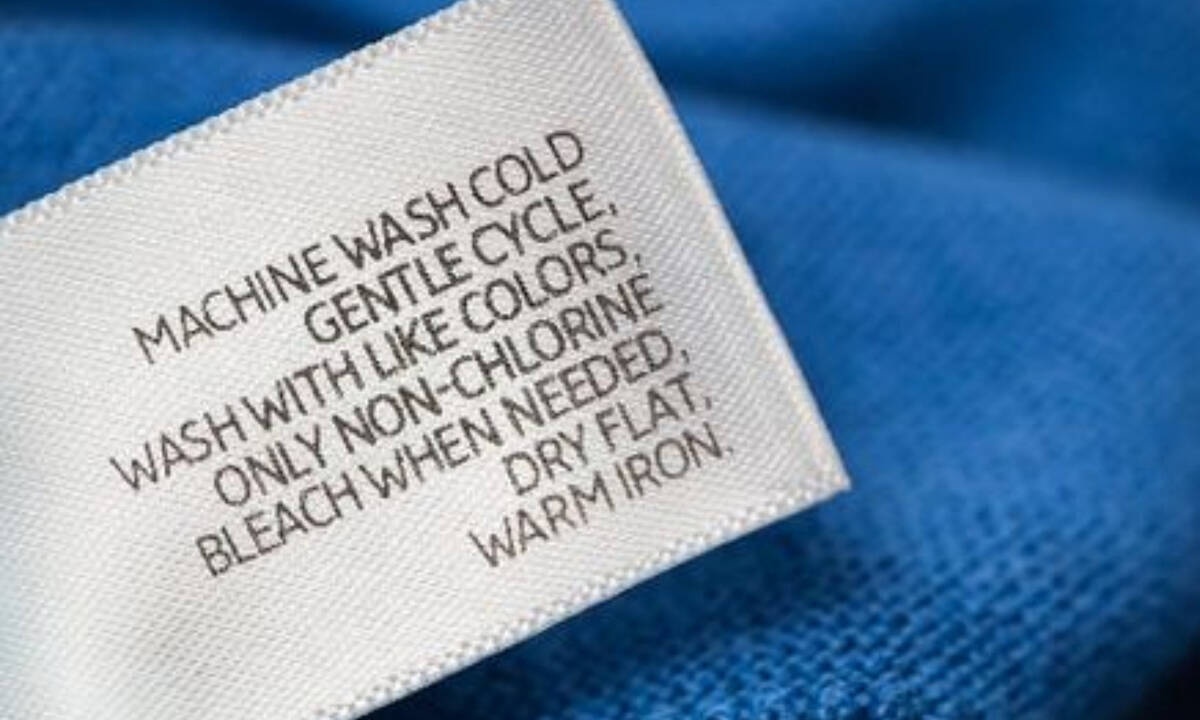 MACHINE WASH COLD
GENTLE CYCLE,
WASH WITH LIKE COLORS,
ONLY NON-CHLORINE
BLEACH WHEN NEEDED,
DRY FLAT,
WARM IRON.